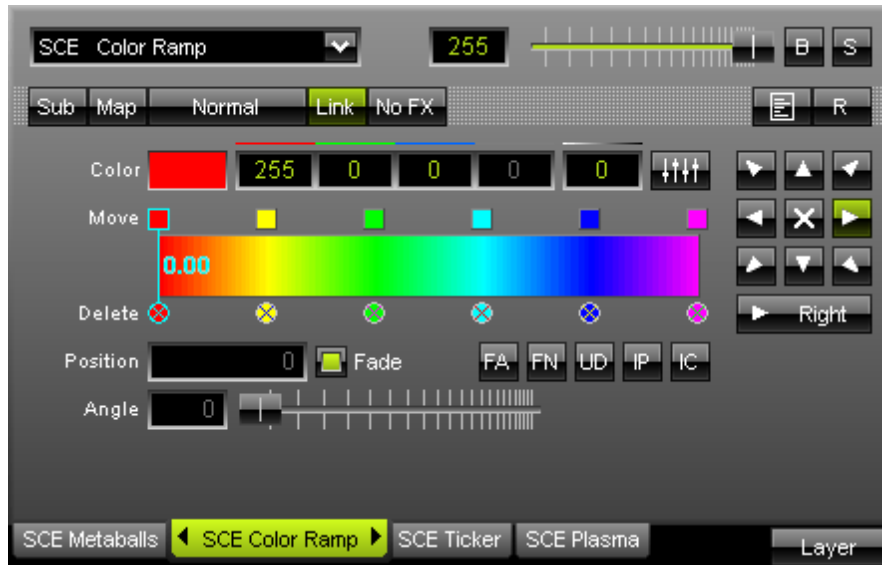 SCE Color Ramp 255 B S
Sub Map Normal Link No FX R
Color 255 0 0 0 0
Move
0.00
Delete Right
Position 0 Fade FA FN UD IP IC
Angle 0
SCE Metaballs SCE Color Ramp SCE Ticker SCE Plasma Layer